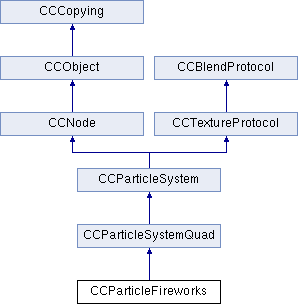 CCCopying
CCObject
CCBlendProtocol
CCNode
CCTextureProtocol
CCParticleSystem
CCParticleSystemQuad
CCParticleFireworks